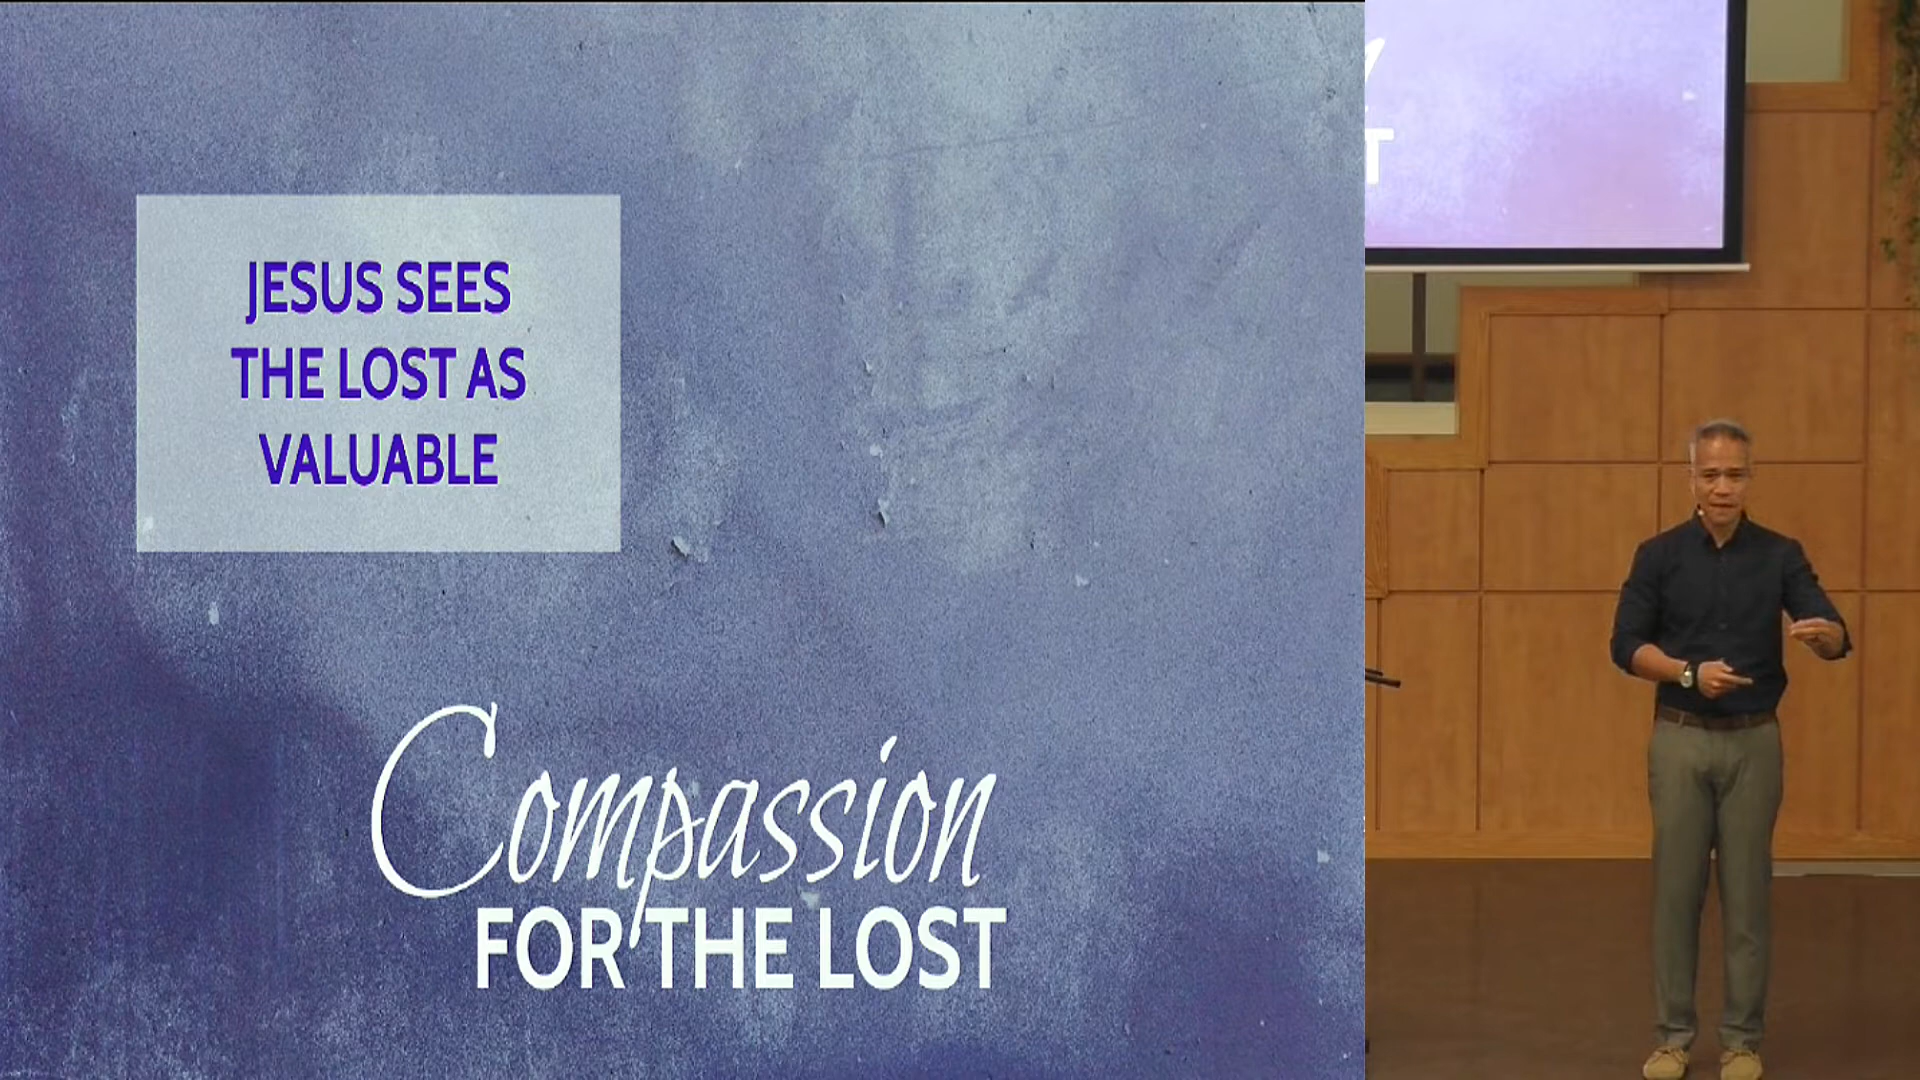 JESUS SEES
THE LOST AS
VALUABLE
Compassion
FOR THE LOST
T